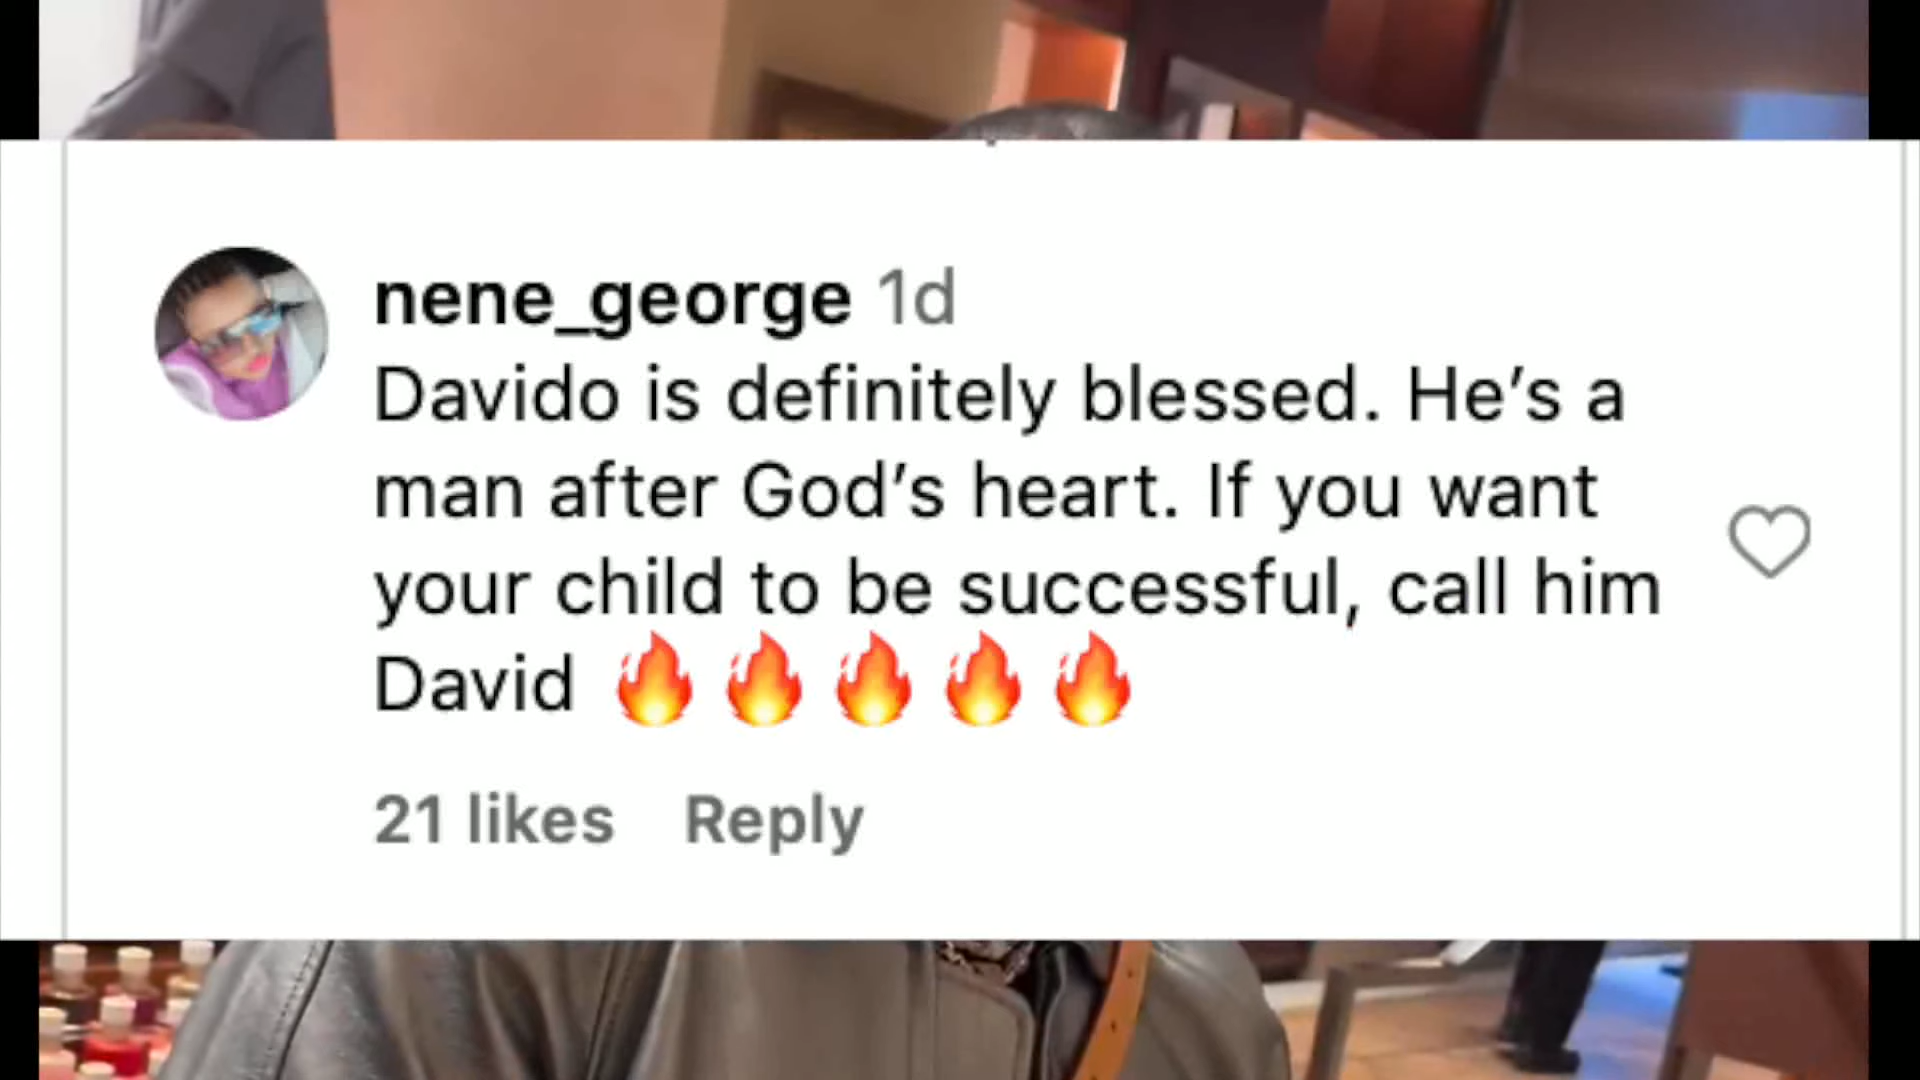 nene_george 1d
Davido is definitely blessed. He’s a
man after God’s heart. If you want
your child to be successful, call him
David 🔥🔥🔥🔥🔥
21 likes Reply